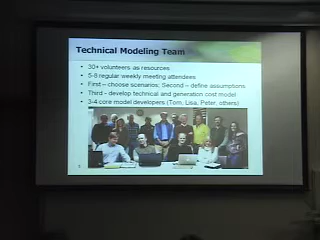 Technical Modeling Team
• 30+ volunteers as resources
• 5-8 regular weekly meeting attendees
• First – choose scenarios; Second – define assumptions
• Third - develop technical and generation cost model
• 3-4 core model developers (Tom, Lisa, Peter, others)